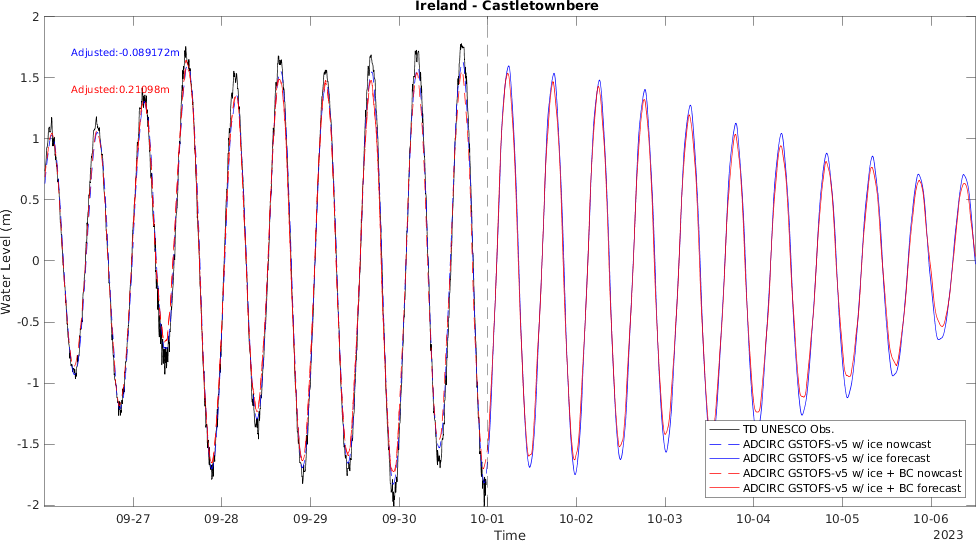 Ireland - Castletownbere
2
1.5
1
0.5
0
-0.5
-1
-1.5
-2
Water Level (m)
Adjusted:-0.089172m
Adjusted:0.21098m
TD UNESCO Obs.
ADCIRC GSTOFS-v5 w/ ice nowcast
ADCIRC GSTOFS-v5 w/ ice forecast
ADCIRC GSTOFS-v5 w/ ice + BC nowcast
ADCIRC GSTOFS-v5 w/ ice + BC forecast
09-27 09-28 09-29 09-30 10-01 10-02 10-03 10-04 10-05 10-06
2023
Time